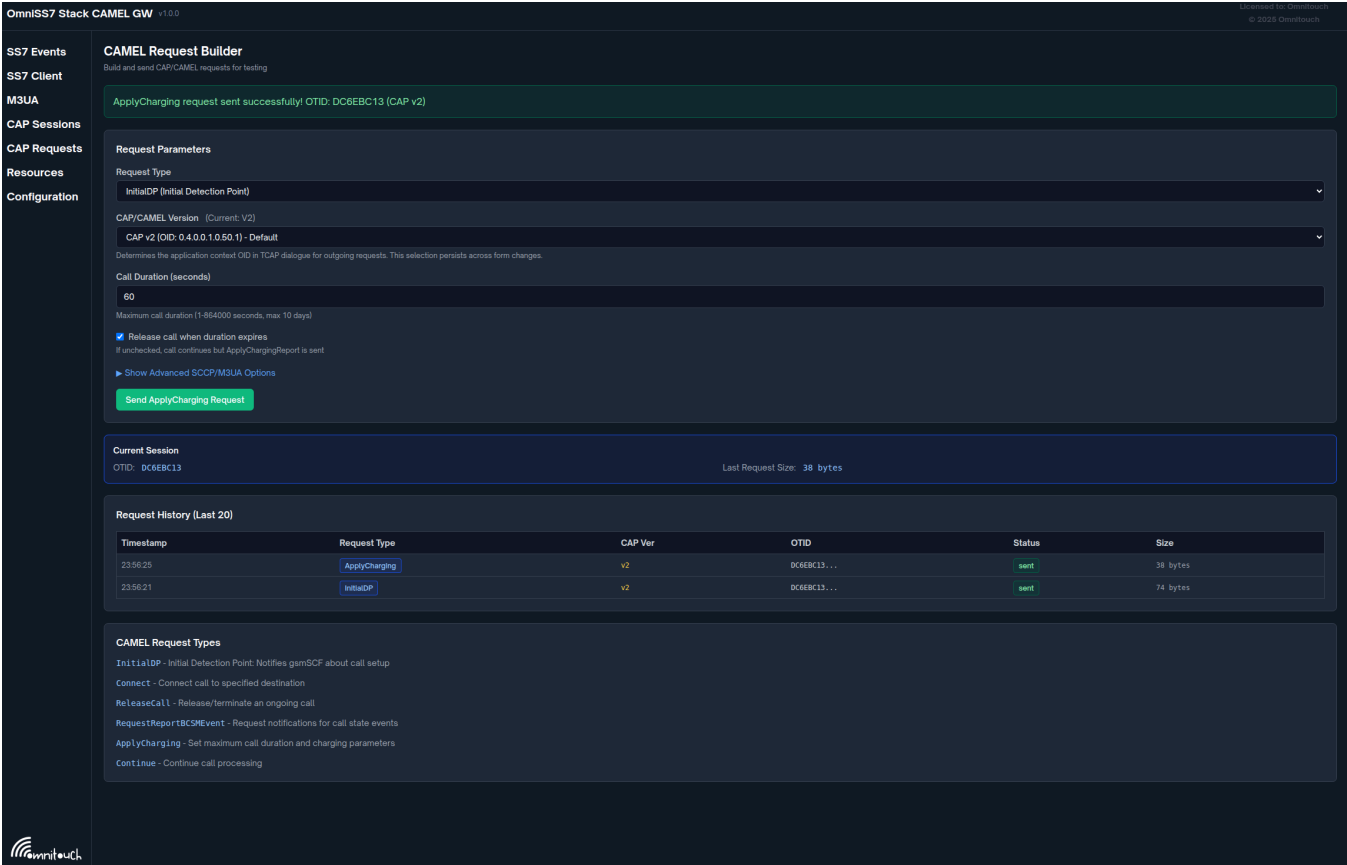 OmniSS7 Stack CAMEL GW v1.0.0
Licensed to: Omnitouch
© 2025 Omnitouch
SS7 Events
SS7 Client
M3UA
CAP Sessions
CAP Requests
Resources
Configuration
CAMEL Request Builder
Build and send CAP/CAMEL requests for testing
ApplyCharging request sent successfully! OTID: DC6EBC13 (CAP v2)
Request Parameters
Request Type
InitialDP (Initial Detection Point)
CAP/CAMEL Version (Current: V2)
CAP v2 (OID: 0.4.0.0.1.0.50.1) - Default
Determines the application context OID in TCAP dialogue for outgoing requests. This selection persists across form changes.
Call Duration (seconds)
60
Maximum call duration (1-864000 seconds, max 10 days)
Release call when duration expires
If unchecked, call continues but ApplyChargingReport is sent
▶ Show Advanced SCCP/M3UA Options
Send ApplyCharging Request
Current Session
OTID: DC6EBC13 Last Request Size: 38 bytes
Request History (Last 20)
Timestamp Request Type CAP Ver OTID Status Size
23:56:25 ApplyCharging v2 DC6EBC13... sent 38 bytes
23:56:21 InitialDP v2 DC6EBC13... sent 74 bytes
CAMEL Request Types
InitialDP - Initial Detection Point: Notifies gsmSCF about call setup
Connect - Connect call to specified destination
ReleaseCall - Release/terminate an ongoing call
RequestReportBCSMEvent - Request notifications for call state events
ApplyCharging - Set maximum call duration and charging parameters
Continue - Continue call processing
omnitouch